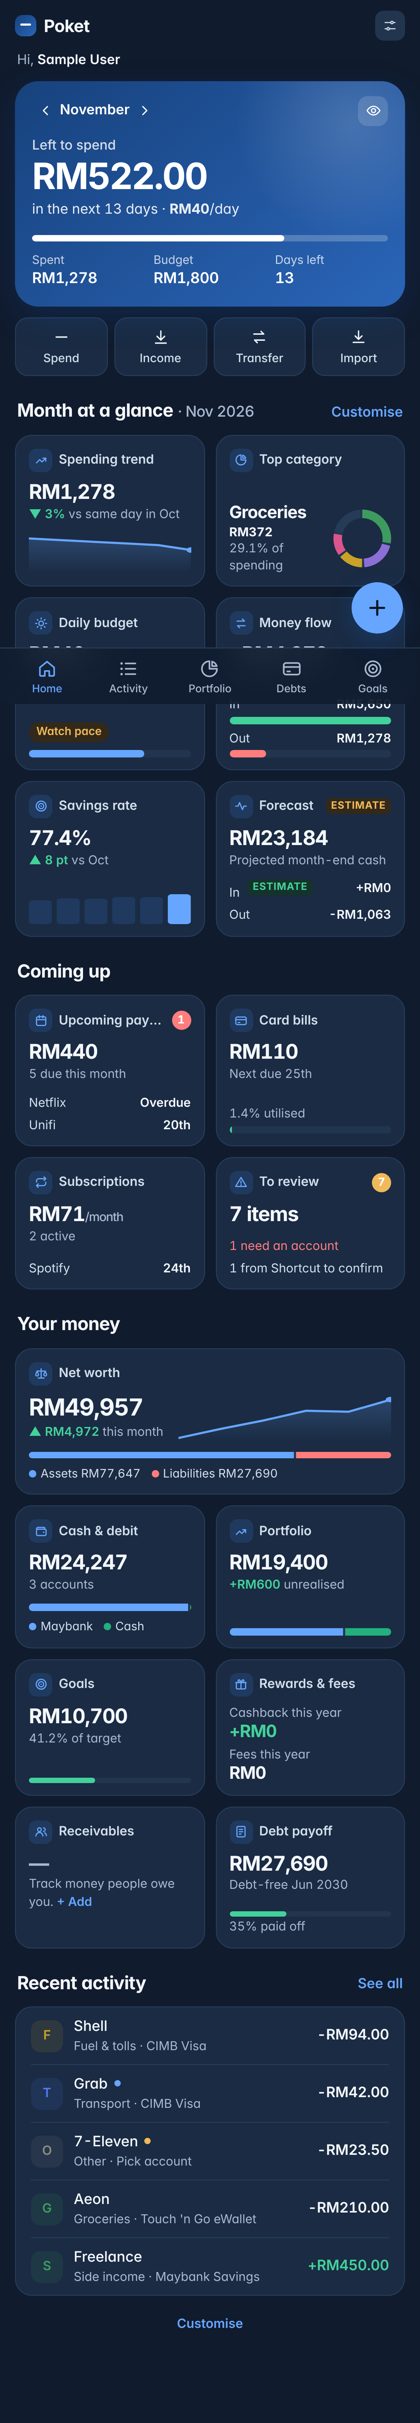 Poket
Hi, Sample User
November
Left to spend
RM522.00
in the next 13 days · RM40/day
Spent Budget Days left
RM1,278 RM1,800 13
Spend Income Transfer Import
Month at a glance · Nov 2026 Customise
Spending trend
RM1,278
▼ 3% vs same day in Oct
Top category
Groceries
RM372
29.1% of
spending
Daily budget
Money flow
+
Home Activity Portfolio Debts Goals
Watch pace
In
Out RM1,278
Savings rate
77.4%
▲ 8 pt vs Oct
Forecast ESTIMATE
RM23,184
Projected month-end cash
In ESTIMATE +RM0
Out -RM1,063
Coming up
Upcoming pay... 1
RM440
5 due this month
Netflix Overdue
Unifi 20th
Card bills
RM110
Next due 25th
1.4% utilised
Subscriptions
RM71/month
2 active
Spotify 24th
To review 7
7 items
1 need an account
1 from Shortcut to confirm
Your money
Net worth
RM49,957
▲ RM4,972 this month
Assets RM77,647 Liabilities RM27,690
Cash & debit
RM24,247
3 accounts
Maybank Cash
Portfolio
RM19,400
+RM600 unrealised
Goals
RM10,700
41.2% of target
Rewards & fees
Cashback this year
+RM0
Fees this year
RM0
Receivables
—
Track money people owe
you. + Add
Debt payoff
RM27,690
Debt-free Jun 2030
35% paid off
Recent activity See all
F Shell -RM94.00
Fuel & tolls · CIMB Visa
T Grab -RM42.00
Transport · CIMB Visa
O 7-Eleven -RM23.50
Other · Pick account
G Aeon -RM210.00
Groceries · Touch 'n Go eWallet
S Freelance +RM450.00
Side income · Maybank Savings
Customise